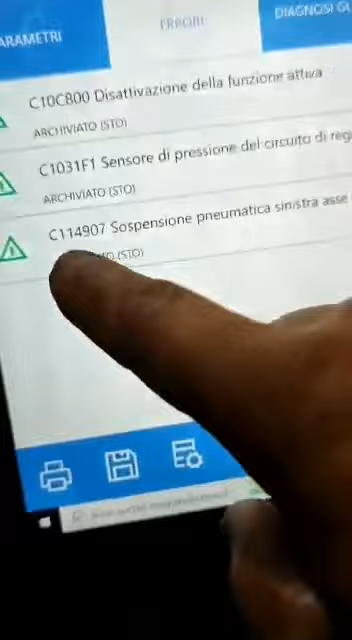 ARAMETRI
ERRORI
DIAGNOSI GL
C10C800 Disattivazione della funzione attiva
ARCHIVIATO (STO)
C1031F1 Sensore di pressione del circuito di reg
ARCHIVIATO (STO)
C114907 Sospensione pneumatica sinistra asse
(STO)